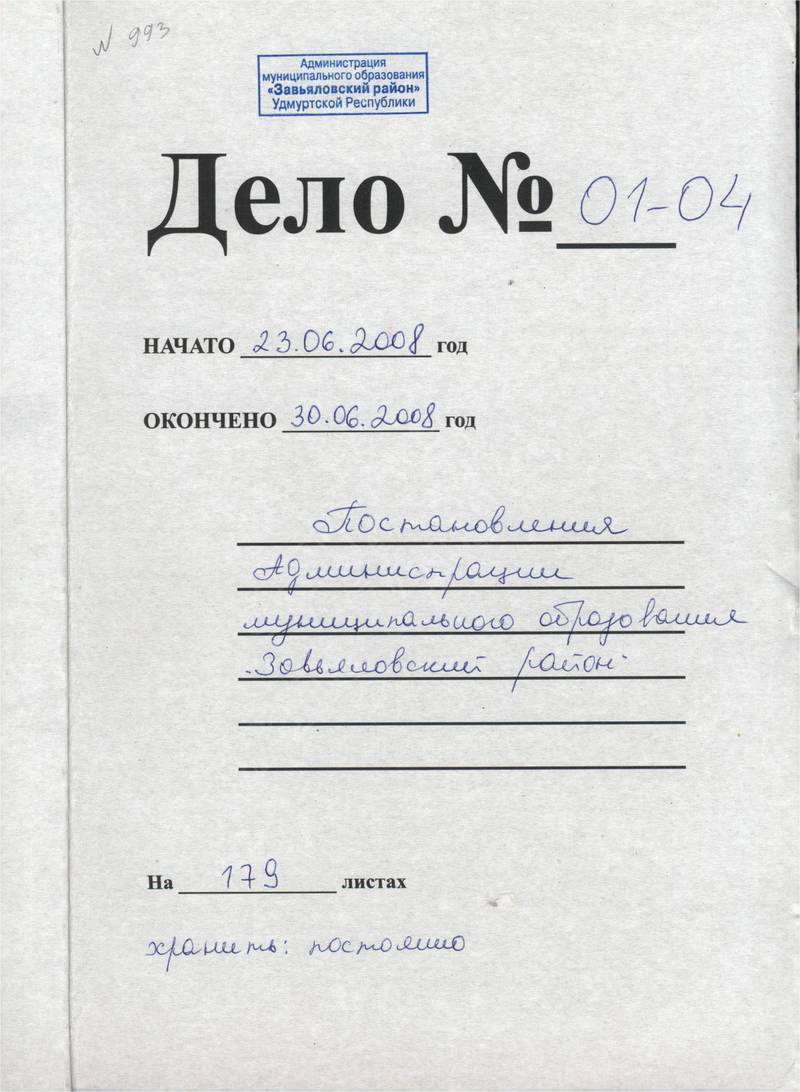 N 993
Администрация
муниципального образования
«Завьяловский район»
Удмуртской Республики
Дело № 01-04
НАЧАТО 23.06.2008 год
ОКОНЧЕНО 30.06.2008 год
Постановления
Администрации
муниципального образования
"Завьяловский район"
На 179 листах
хранить: постоянно